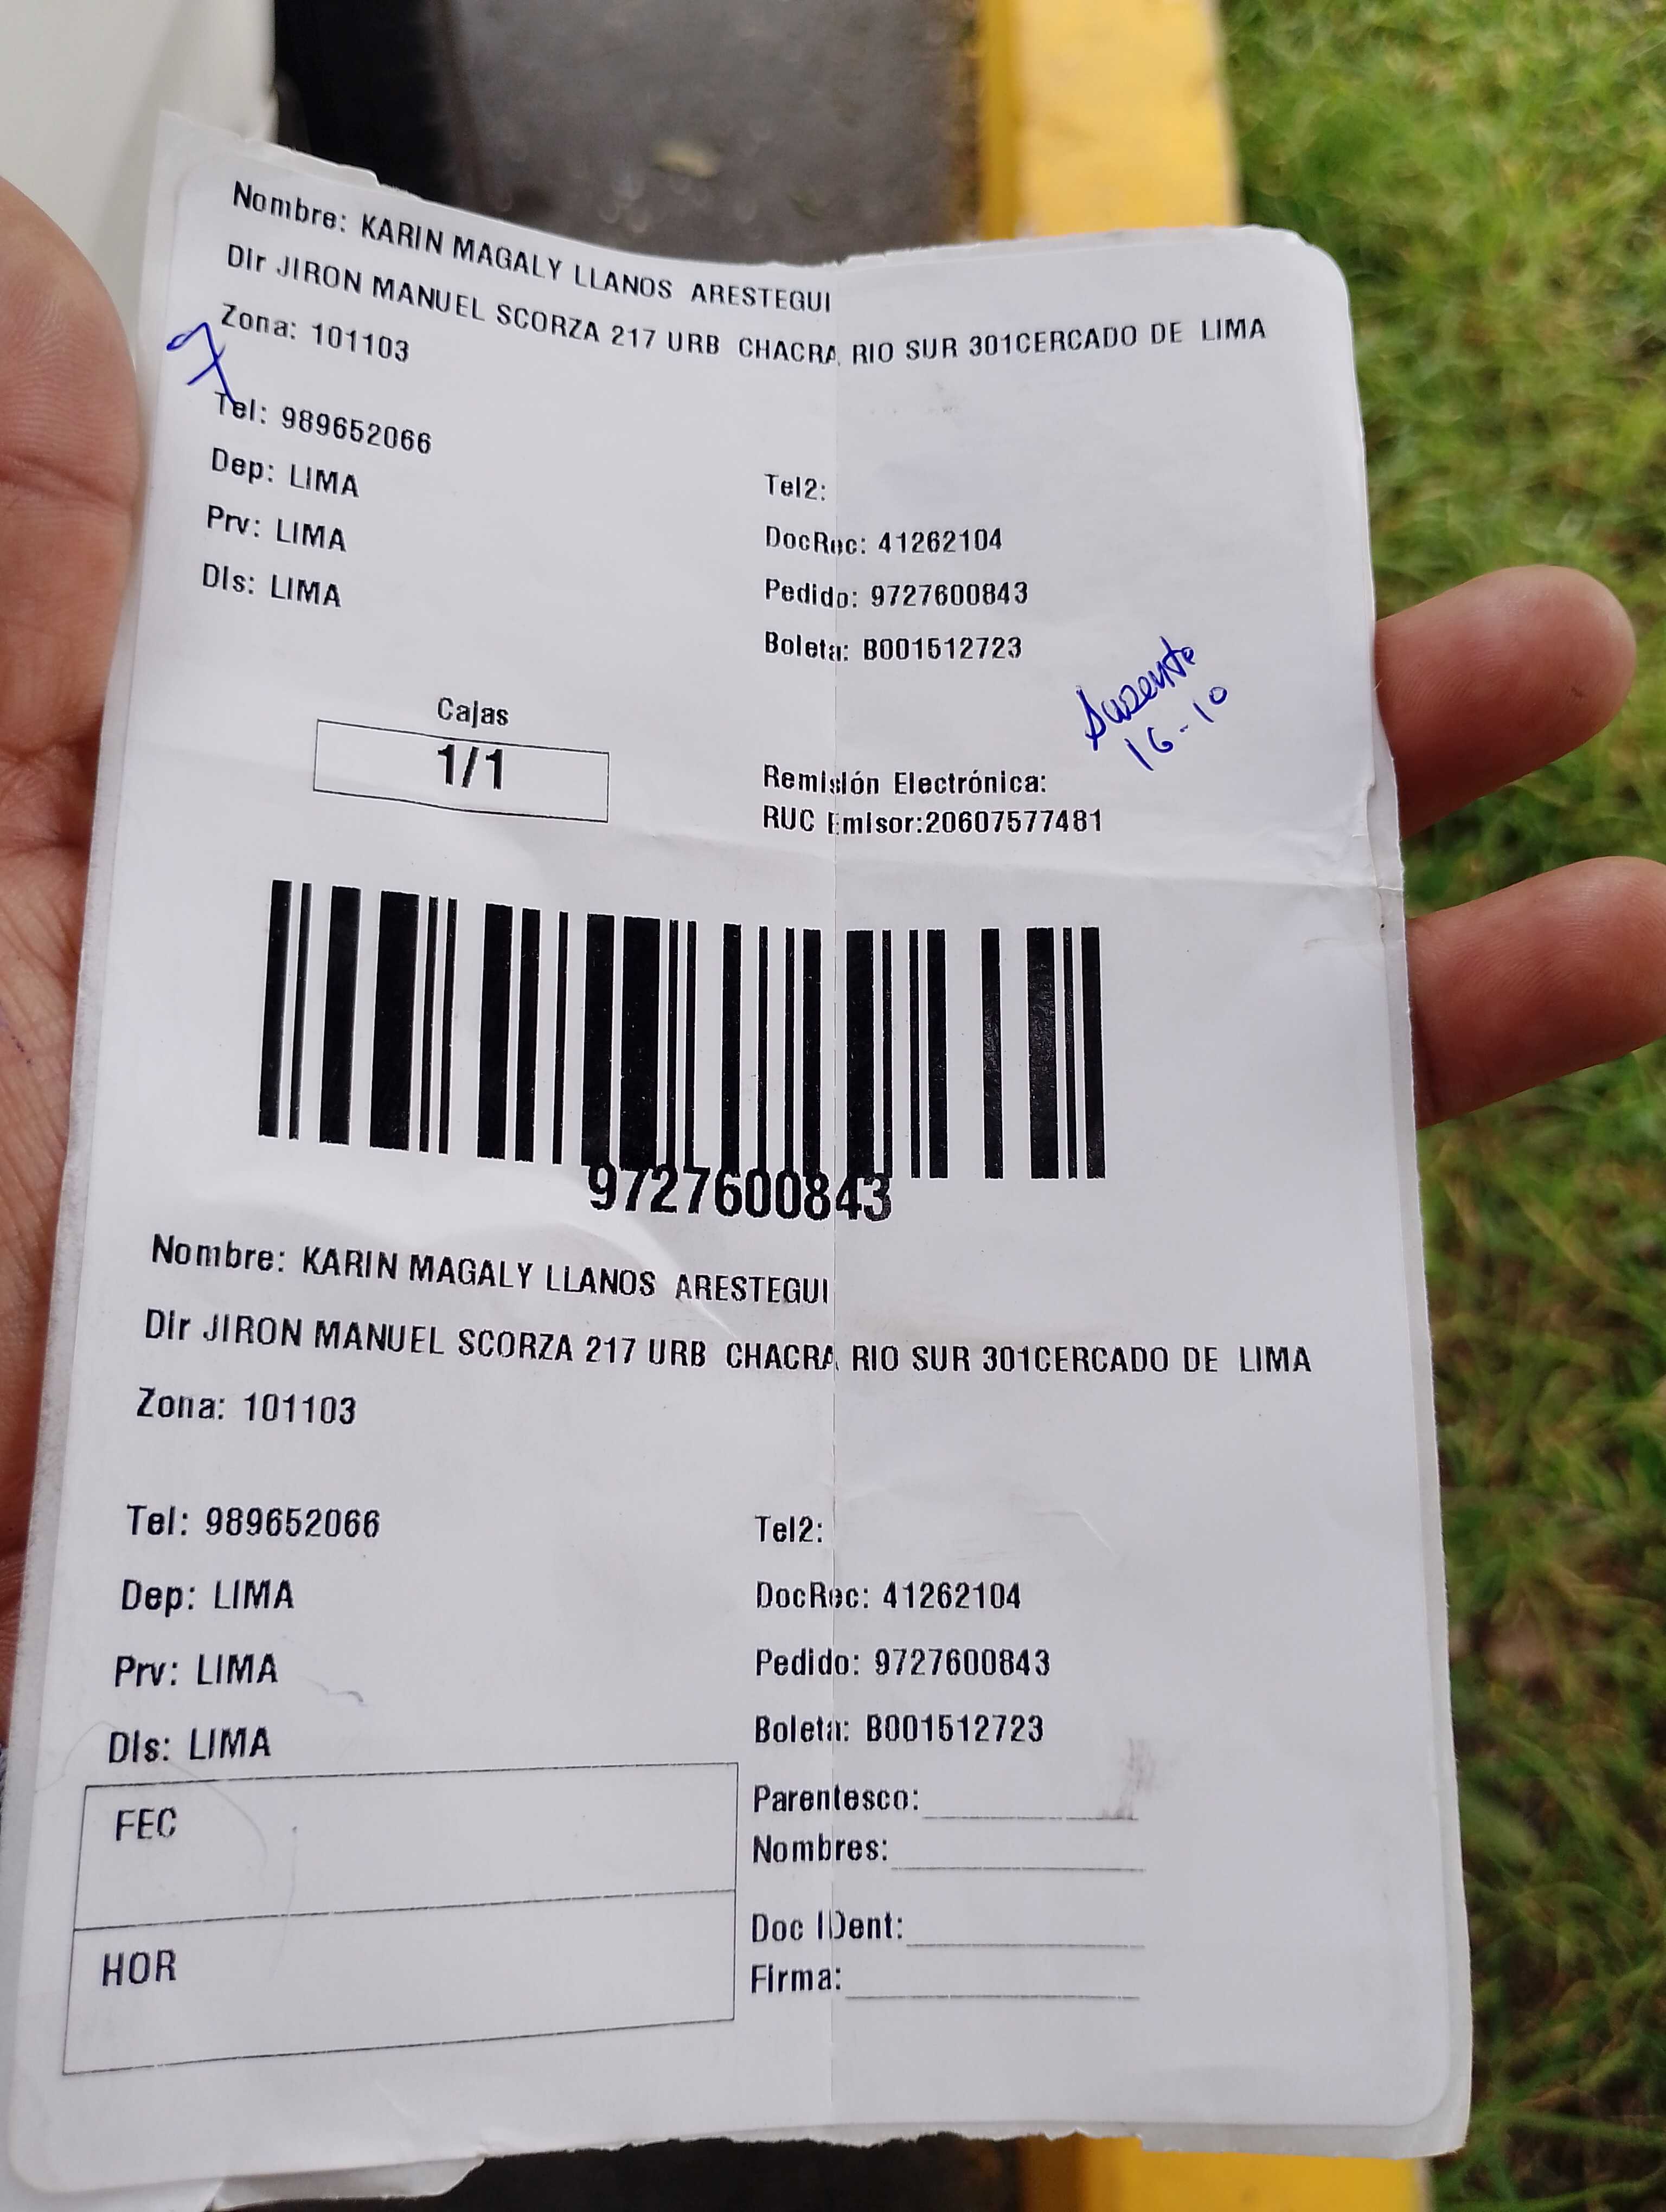 Nombre: KARIN MAGALY LLANOS ARESTEGUI
Dir JIRON MANUEL SCORZA 217 URB CHACRA RIO SUR 301CERCADO DE LIMA
Zona: 101103
Tel: 989652066
Tel2:
Dep: LIMA
DocRec: 41262104
Prv: LIMA
Pedido: 9727600843
Dis: LIMA
Boleta: B001512723
Ausente
16-10
Cajas
1/1
Remisión Electrónica:
RUC Emisor:20607577481
9727600843
Nombre: KARIN MAGALY LLANOS ARESTEGUI
Dir JIRON MANUEL SCORZA 217 URB CHACRA RIO SUR 301CERCADO DE LIMA
Zona: 101103
Tel: 989652066
Tel2:
Dep: LIMA
DocRec: 41262104
Prv: LIMA
Pedido: 9727600843
Dis: LIMA
Boleta: B001512723
FEC
HOR
Parentesco:
Nombres:
Doc IDent:
Firma: